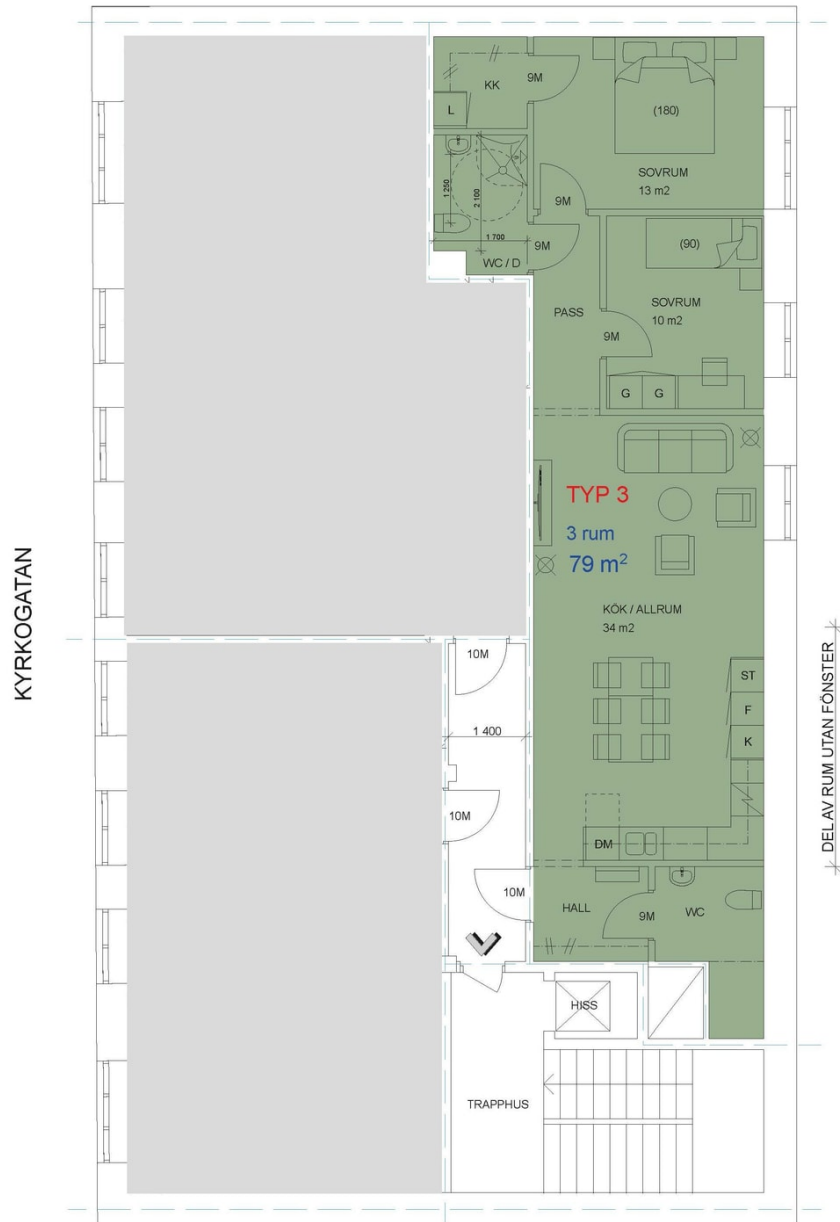 KK
9M
L
(180)
SOVRUM
13 m2
1 250
2 100
9M
1 700
9M
WC / D
(90)
SOVRUM
10 m2
PASS
9M
G
G
TYP 3
3 rum
79 m²
KÖK / ALLRUM
34 m2
KYRKOGATAN
DEL AV RUM UTAN FÖNSTER
10M
ST
F
K
1 400
10M
DM
10M
HALL
9M
WC
HISS
TRAPPHUS